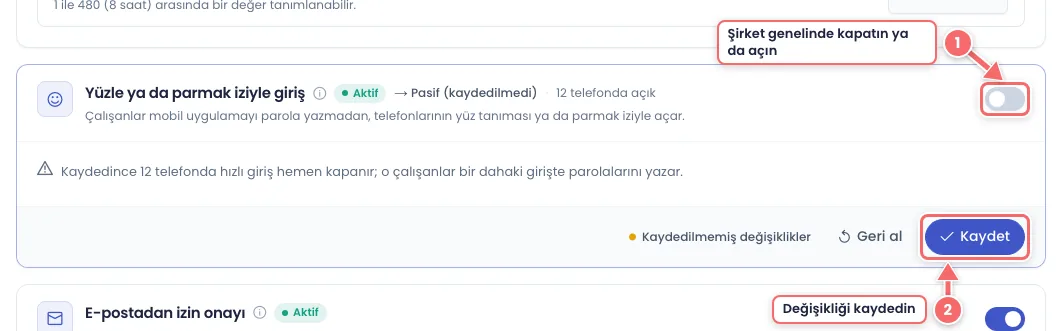 1 ile 480 (8 saat) arasında bir değer tanımlanabilir.
Şirket genelinde kapatın ya
da açın
1
Yüzle ya da parmak iziyle giriş Aktif → Pasif (kaydedilmedi) · 12 telefonda açık
Çalışanlar mobil uygulamayı parola yazmadan, telefonlarının yüz tanıması ya da parmak iziyle açar.
Kaydedince 12 telefonda hızlı giriş hemen kapanır; o çalışanlar bir dahaki girişte parolalarını yazar.
Kaydedilmemiş değişiklikler Geri al Kaydet
Değişikliği kaydedin 2
E-postadan izin onayı Aktif